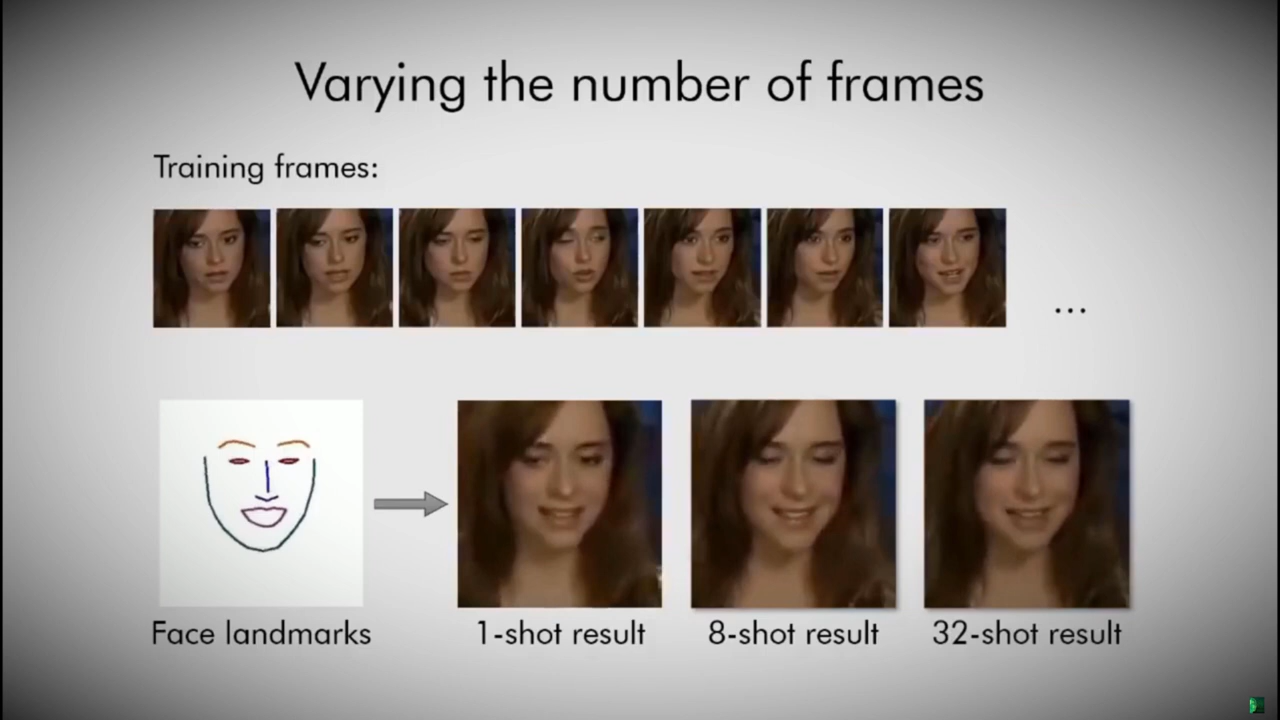 Varying the number of frames
Training frames:
...
Face landmarks
1-shot result
8-shot result
32-shot result